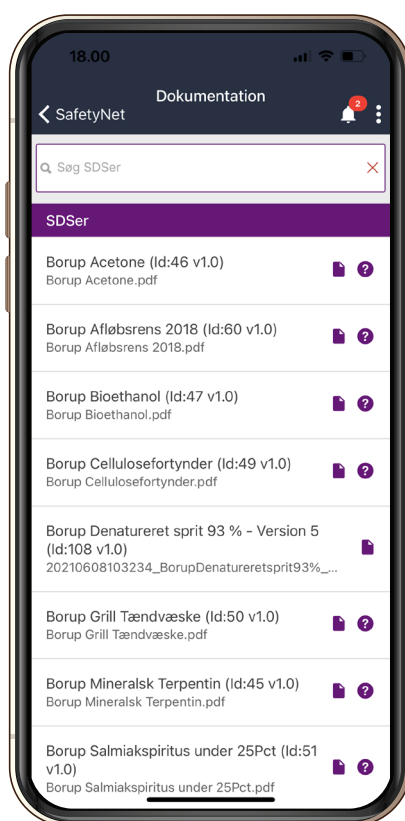 18.00
Dokumentation
SafetyNet
2
Søg SDSer
SDSer
Borup Acetone (Id:46 v1.0)
Borup Acetone.pdf
?
Borup Afløbsrens 2018 (Id:60 v1.0)
Borup Afløbsrens 2018.pdf
?
Borup Bioethanol (Id:47 v1.0)
Borup Bioethanol.pdf
?
Borup Cellulosefortynder (Id:49 v1.0)
Borup Cellulosefortynder.pdf
?
Borup Denatureret sprit 93 % - Version 5
(Id:108 v1.0)
20210608103234_BorupDenatureretsprit93%_...
Borup Grill Tændvæske (Id:50 v1.0)
Borup Grill Tændvæske.pdf
?
Borup Mineralsk Terpentin (Id:45 v1.0)
Borup Mineralsk Terpentin.pdf
?
Borup Salmiakspiritus under 25Pct (Id:51
v1.0)
Borup Salmiakspiritus under 25Pct.pdf
?